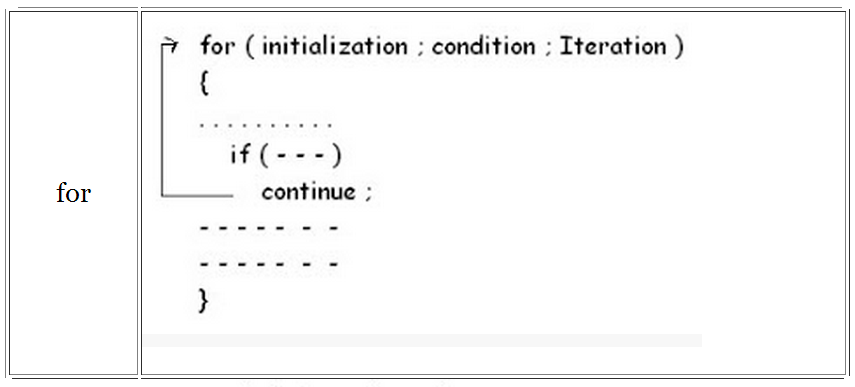 for
for ( initialization ; condition ; Iteration )
{
. . . . . . . . . .
if ( - - - )
continue ;
- - - - - - -
- - - - - - -
}